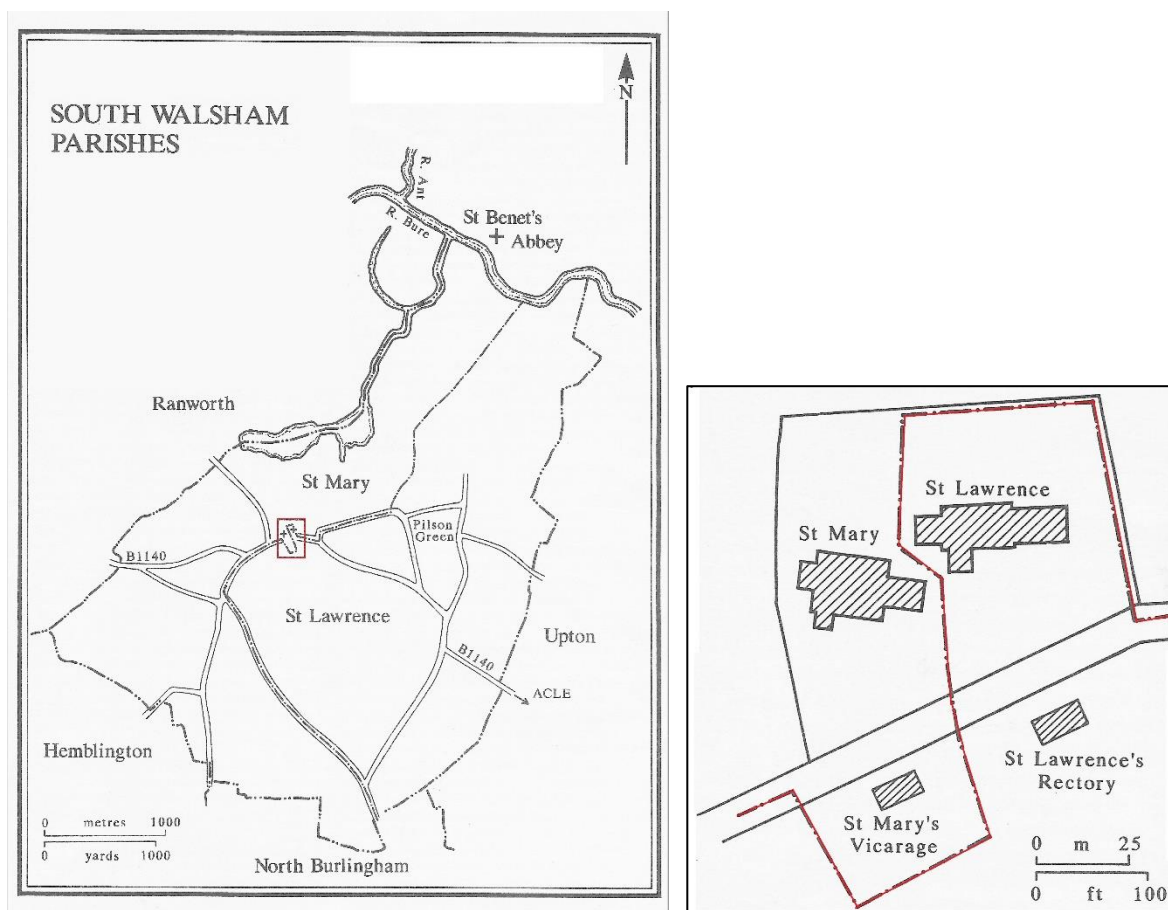 SOUTH WALSHAM
PARISHES
N
R. Ant
R. Bure
St Benet's
Abbey
Ranworth
St Mary
Pilson
Green
B1140
St Lawrence
Upton
B1140
ACLE
Hemblington
0 metres 1000
0 yards 1000
North Burlingham
St Lawrence
St Mary
St Lawrence's
Rectory
St Mary's
Vicarage
0 m 25
0 ft 100